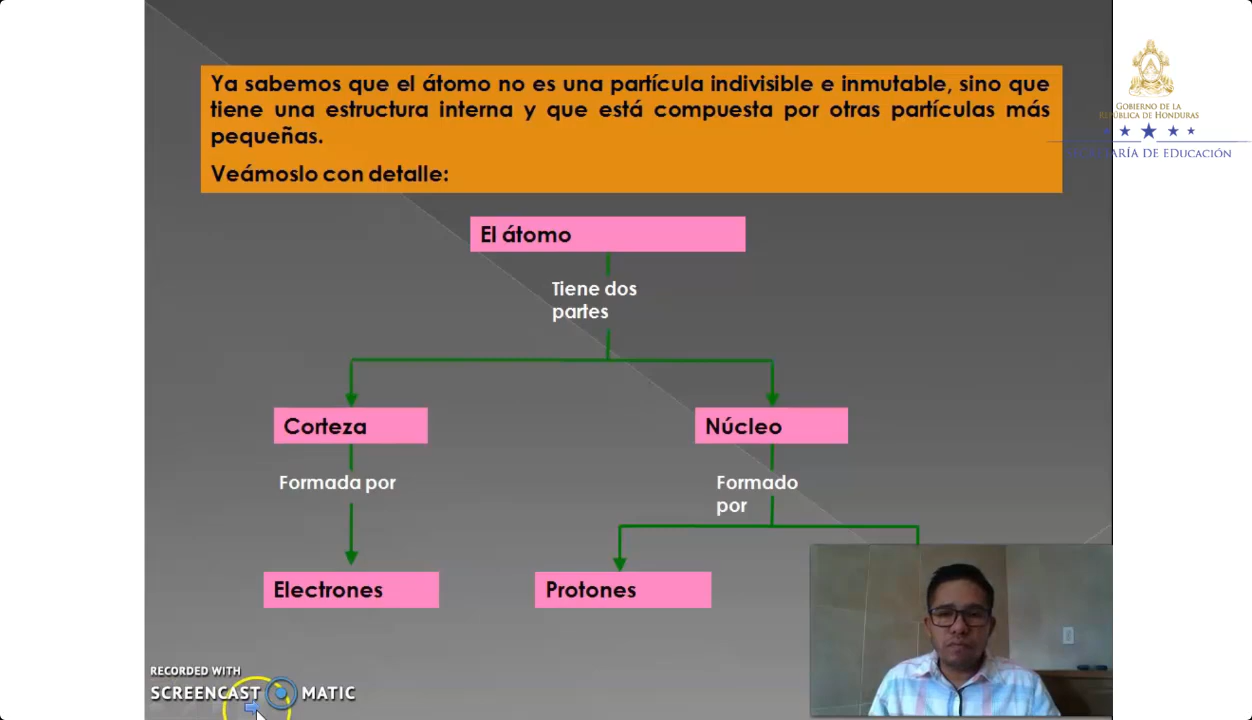 Ya sabemos que el átomo no es una partícula indivisible e inmutable, sino que
tiene una estructura interna y que está compuesta por otras partículas más
pequeñas.
Veámoslo con detalle:
GOBIERNO DE LA
REPÚBLICA DE HONDURAS
SECRETARÍA DE EDUCACIÓN
El átomo
Tiene dos
partes
Corteza
Núcleo
Formada por
Formado
por
Electrones
Protones
RECORDED WITH
SCREENCAST MATIC